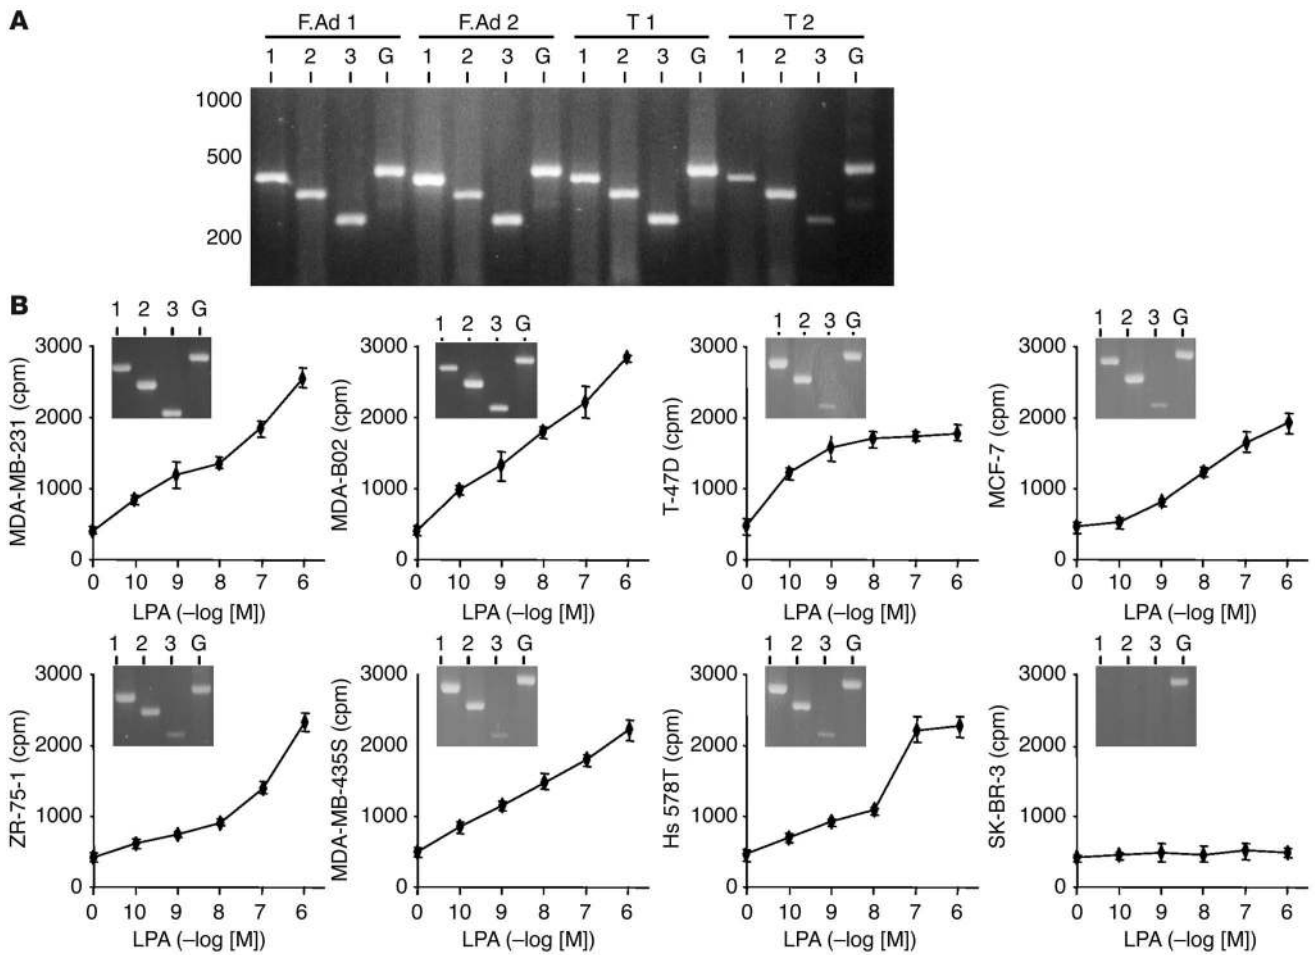 A
F.Ad 1 F.Ad 2 T 1 T 2
1 2 3 G 1 2 3 G 1 2 3 G 1 2 3 G
1000
500
200
B
1 2 3 G
MDA-MB-231 (cpm)
3000
2000
1000
0
0 10 9 8 7 6
LPA (–log [M])
1 2 3 G
MDA-B02 (cpm)
3000
2000
1000
0
0 10 9 8 7 6
LPA (–log [M])
1 2 3 G
T-47D (cpm)
3000
2000
1000
0
0 10 9 8 7 6
LPA (–log [M])
1 2 3 G
MCF-7 (cpm)
3000
2000
1000
0
0 10 9 8 7 6
LPA (–log [M])
1 2 3 G
ZR-75-1 (cpm)
3000
2000
1000
0
0 10 9 8 7 6
LPA (–log [M])
1 2 3 G
MDA-MB-435S (cpm)
3000
2000
1000
0
0 10 9 8 7 6
LPA (–log [M])
1 2 3 G
Hs 578T (cpm)
3000
2000
1000
0
0 10 9 8 7 6
LPA (–log [M])
1 2 3 G
SK-BR-3 (cpm)
3000
2000
1000
0
0 10 9 8 7 6
LPA (–log [M])